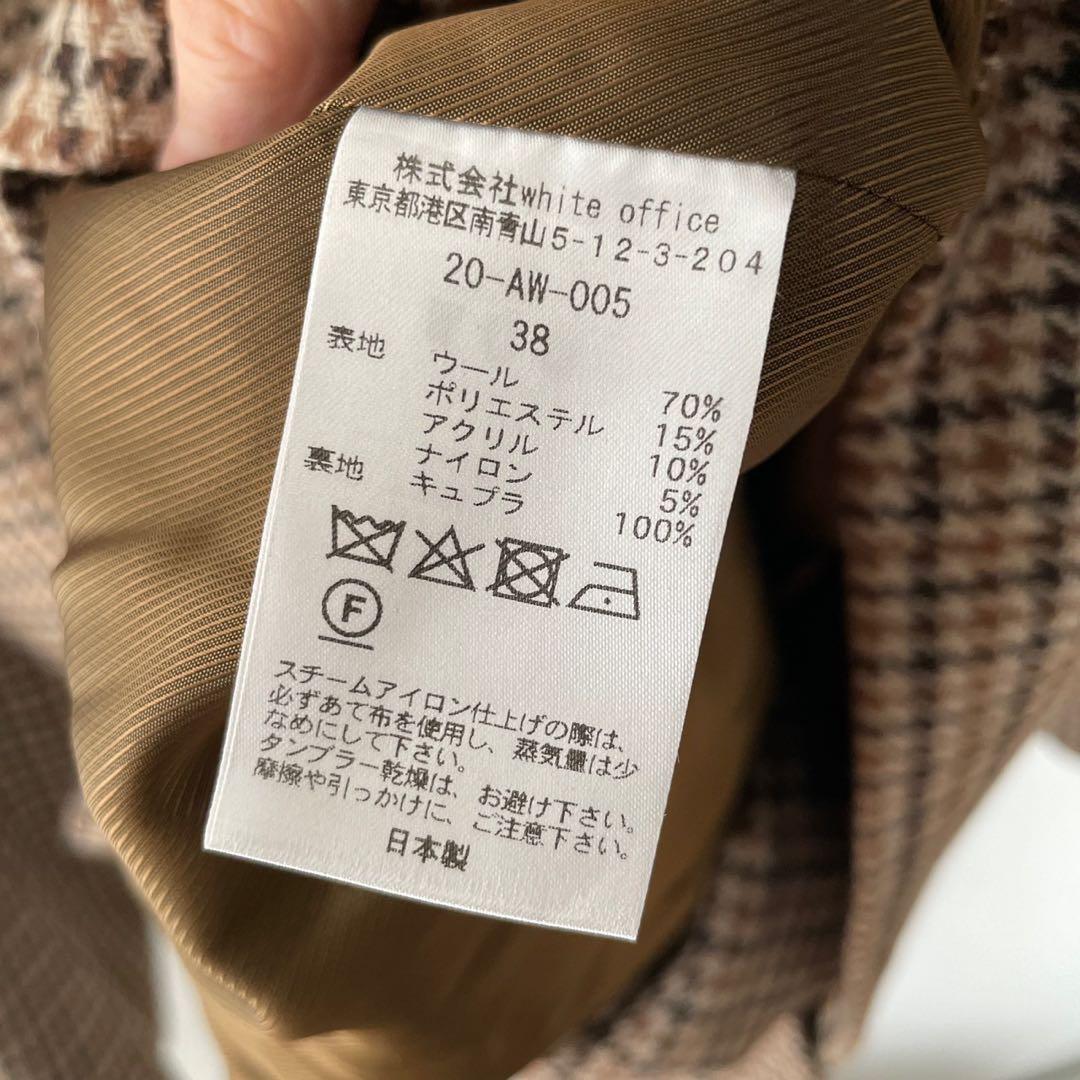 株式会社white office
東京都港区南青山5-12-3-204
20-AW-005
38
表地 ウール 70%
ポリエステル 15%
アクリル 10%
ナイロン 5%
裏地 キュプラ 100%
F
スチームアイロン仕上げの際は、
必ずあて布を使用し、蒸気量は少
なめにして下さい。
タンブラー乾燥は、お避け下さい。
摩擦や引っかけに、ご注意下さい。
日本製